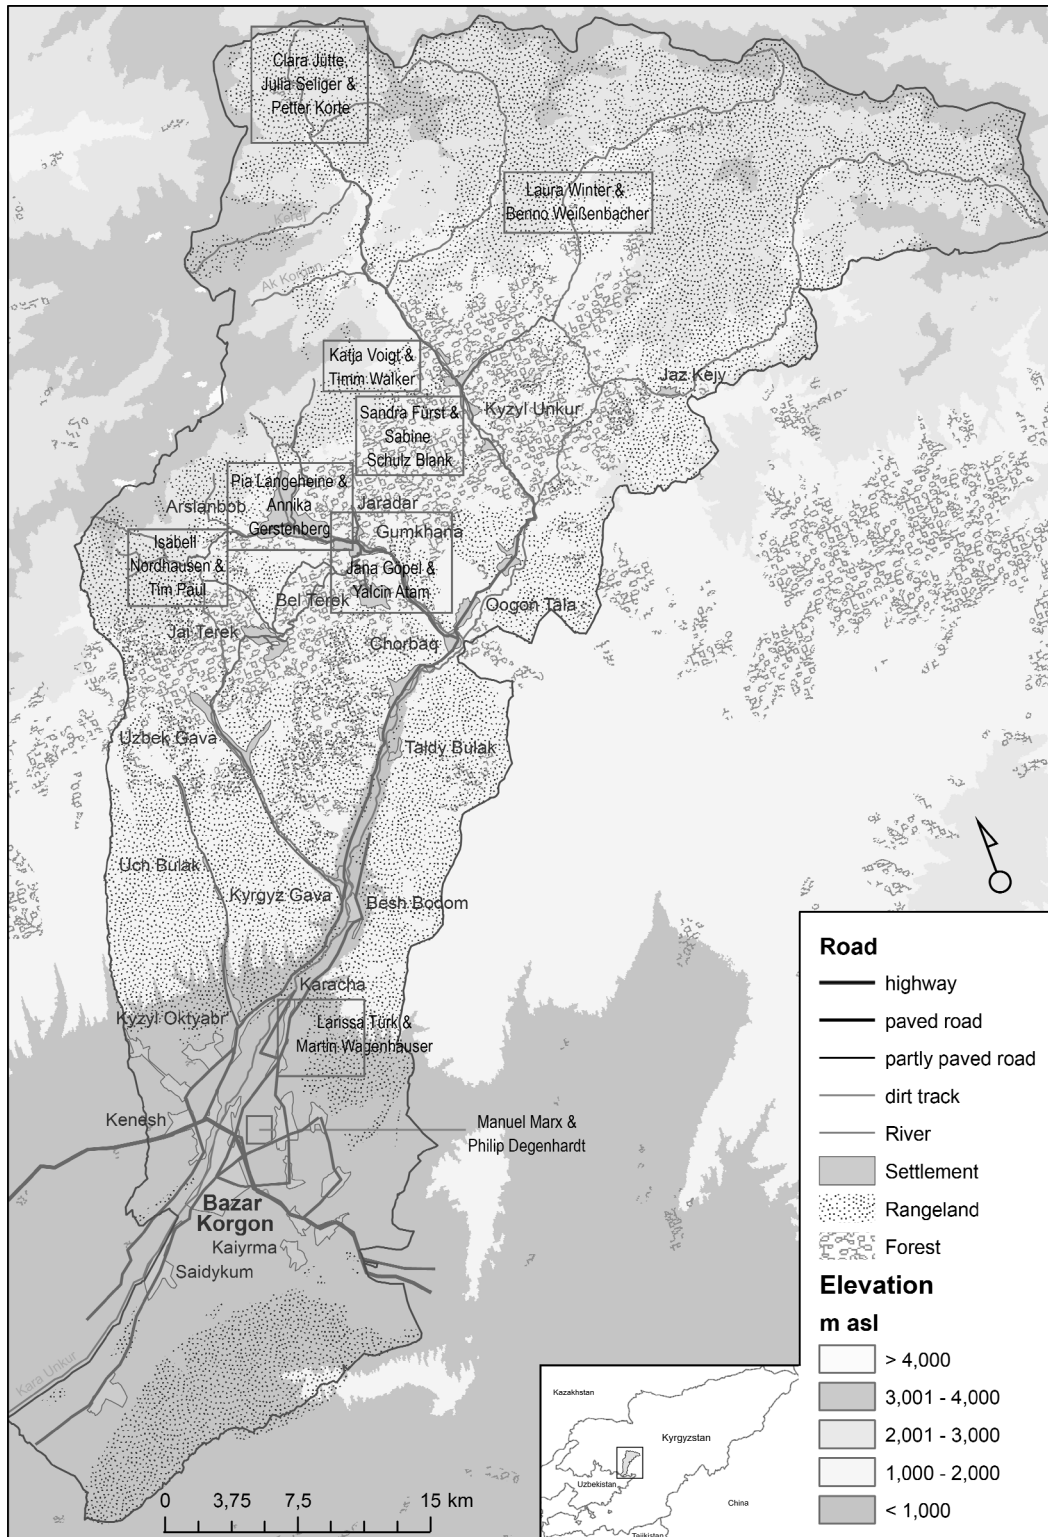 Clara Jütte,
Julia Seliger &
Petter Korte
Laura Winter &
Benno Weißenbacher
Kerej
Ak Korgon
Katja Voigt &
Timm Walker
Jaz Kejy
Sandra Fürst &
Sabine
Schulz Blank
Kyzyl Unkur
Pia Langeheine &
Annika
Gerstenberg
Arslanbob
Jaradar
Gumkhana
Isabell
Nordhausen &
Tim Paul
Jana Göpel &
Yalcin Atam
Bel Terek
Oogon Tala
Jai Terek
Chorbaq
Uzbek Gava
Taldy Bulak
Uch Bulak
Kyrgyz Gava
Besh Bodom
Karacha
Kyzyl Oktyabr'
Larissa Türk &
Martin Wagenhäuser
Kenesh
Manuel Marx &
Philip Degenhardt
Bazar
Korgon
Kaiyrma
Saidykum
Kara Unkur
0 3,75 7,5 15 km
Kazakhstan
Kyrgyzstan
Uzbekistan
China
Tajikistan
Road
highway
paved road
partly paved road
dirt track
River
Settlement
Rangeland
Forest
Elevation
m asl
> 4,000
3,001 - 4,000
2,001 - 3,000
1,000 - 2,000
< 1,000